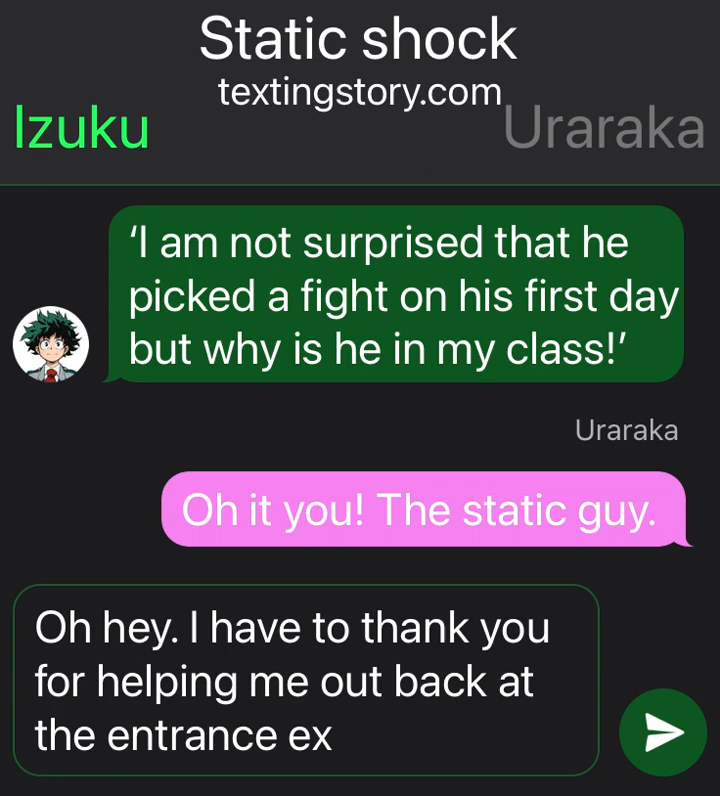 Static shock
textingstory.com
Izuku
Uraraka
‘I am not surprised that he
picked a fight on his first day
but why is he in my class!’
Uraraka
Oh it you! The static guy.
Oh hey. I have to thank you
for helping me out back at
the entrance ex